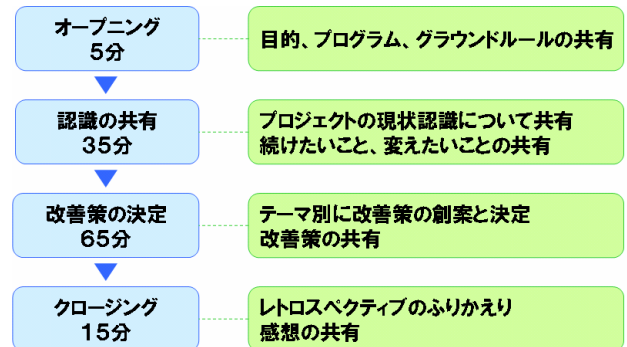 オープニング
5分
目的、プログラム、グラウンドルールの共有
認識の共有
35分
プロジェクトの現状認識について共有
続けたいこと、変えたいことの共有
改善策の決定
65分
テーマ別に改善策の創案と決定
改善策の共有
クロージング
15分
レトロスペクティブのふりかえり
感想の共有